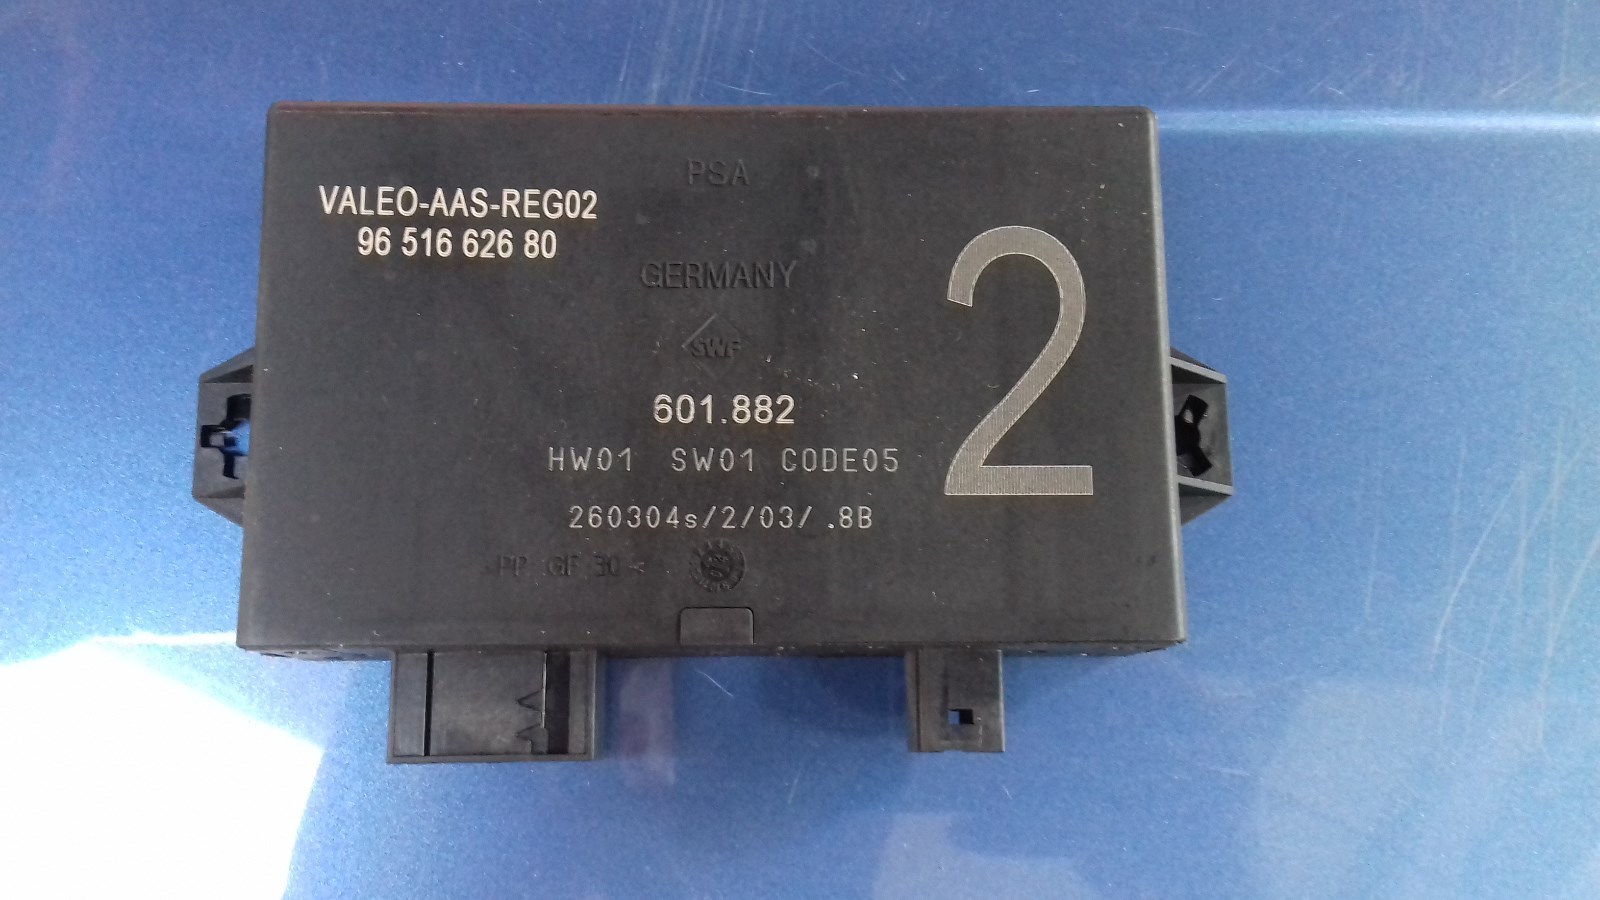 PSA
VALEO-AAS-REG02
96 516 626 80
GERMANY
SWF
2
601.882
HW01 SW01 CODE05
260304s/2/03/ .8B
PP GF 30 <